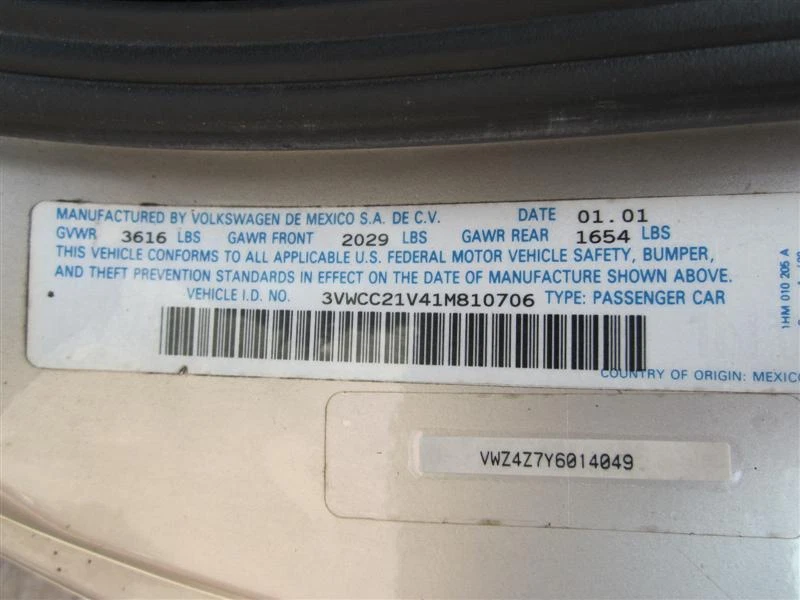 MANUFACTURED BY VOLKSWAGEN DE MEXICO S.A. DE C.V. DATE 01.01
GVWR 3616 LBS GAWR FRONT 2029 LBS GAWR REAR 1654 LBS
THIS VEHICLE CONFORMS TO ALL APPLICABLE U.S. FEDERAL MOTOR VEHICLE SAFETY, BUMPER,
AND THEFT PREVENTION STANDARDS IN EFFECT ON THE DATE OF MANUFACTURE SHOWN ABOVE.
VEHICLE I.D. NO. 3VWCC21V41M810706 TYPE: PASSENGER CAR
COUNTRY OF ORIGIN: MEXICO
1HM 010 205 A
VWZ4Z7Y6014049